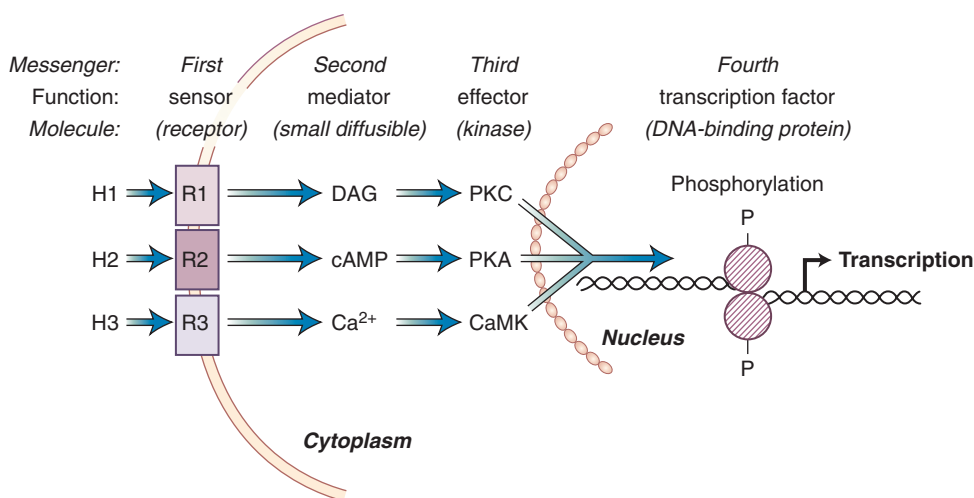 Messenger: First Second Third Fourth
Function: sensor mediator effector transcription factor
Molecule: (receptor) (small diffusible) (kinase) (DNA-binding protein)
Phosphorylation
H1 R1 DAG PKC
P
H2 R2 cAMP PKA
Transcription
H3 R3 Ca²⁺ CaMK
Nucleus
P
Cytoplasm